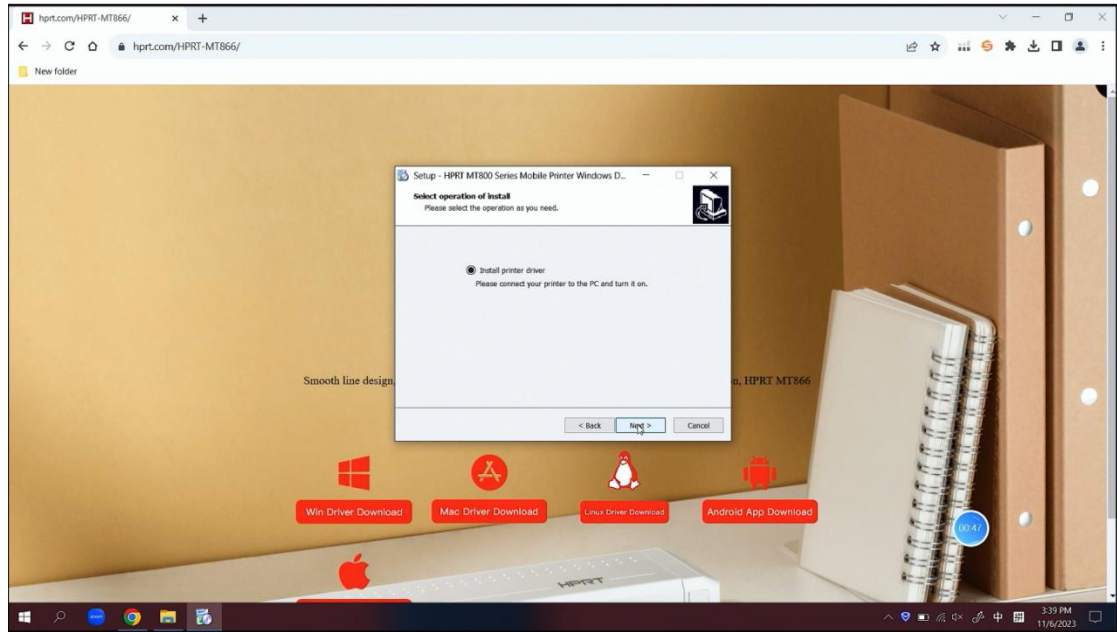 hprt.com/HPRT-MT866/
hprt.com/HPRT-MT866/
New folder
Setup - HPRT MT800 Series Mobile Printer Windows D...
Select operation of install
Please select the operation as you need.
Install printer driver
Please connect your printer to the PC and turn it on.
Smooth line design,
n, HPRT MT866
< Back
Next >
Cancel
Win Driver Download
Mac Driver Download
Linux Driver Download
Android App Download
00:47
HPRT
zoom
中
拼
3:39 PM
11/6/2023